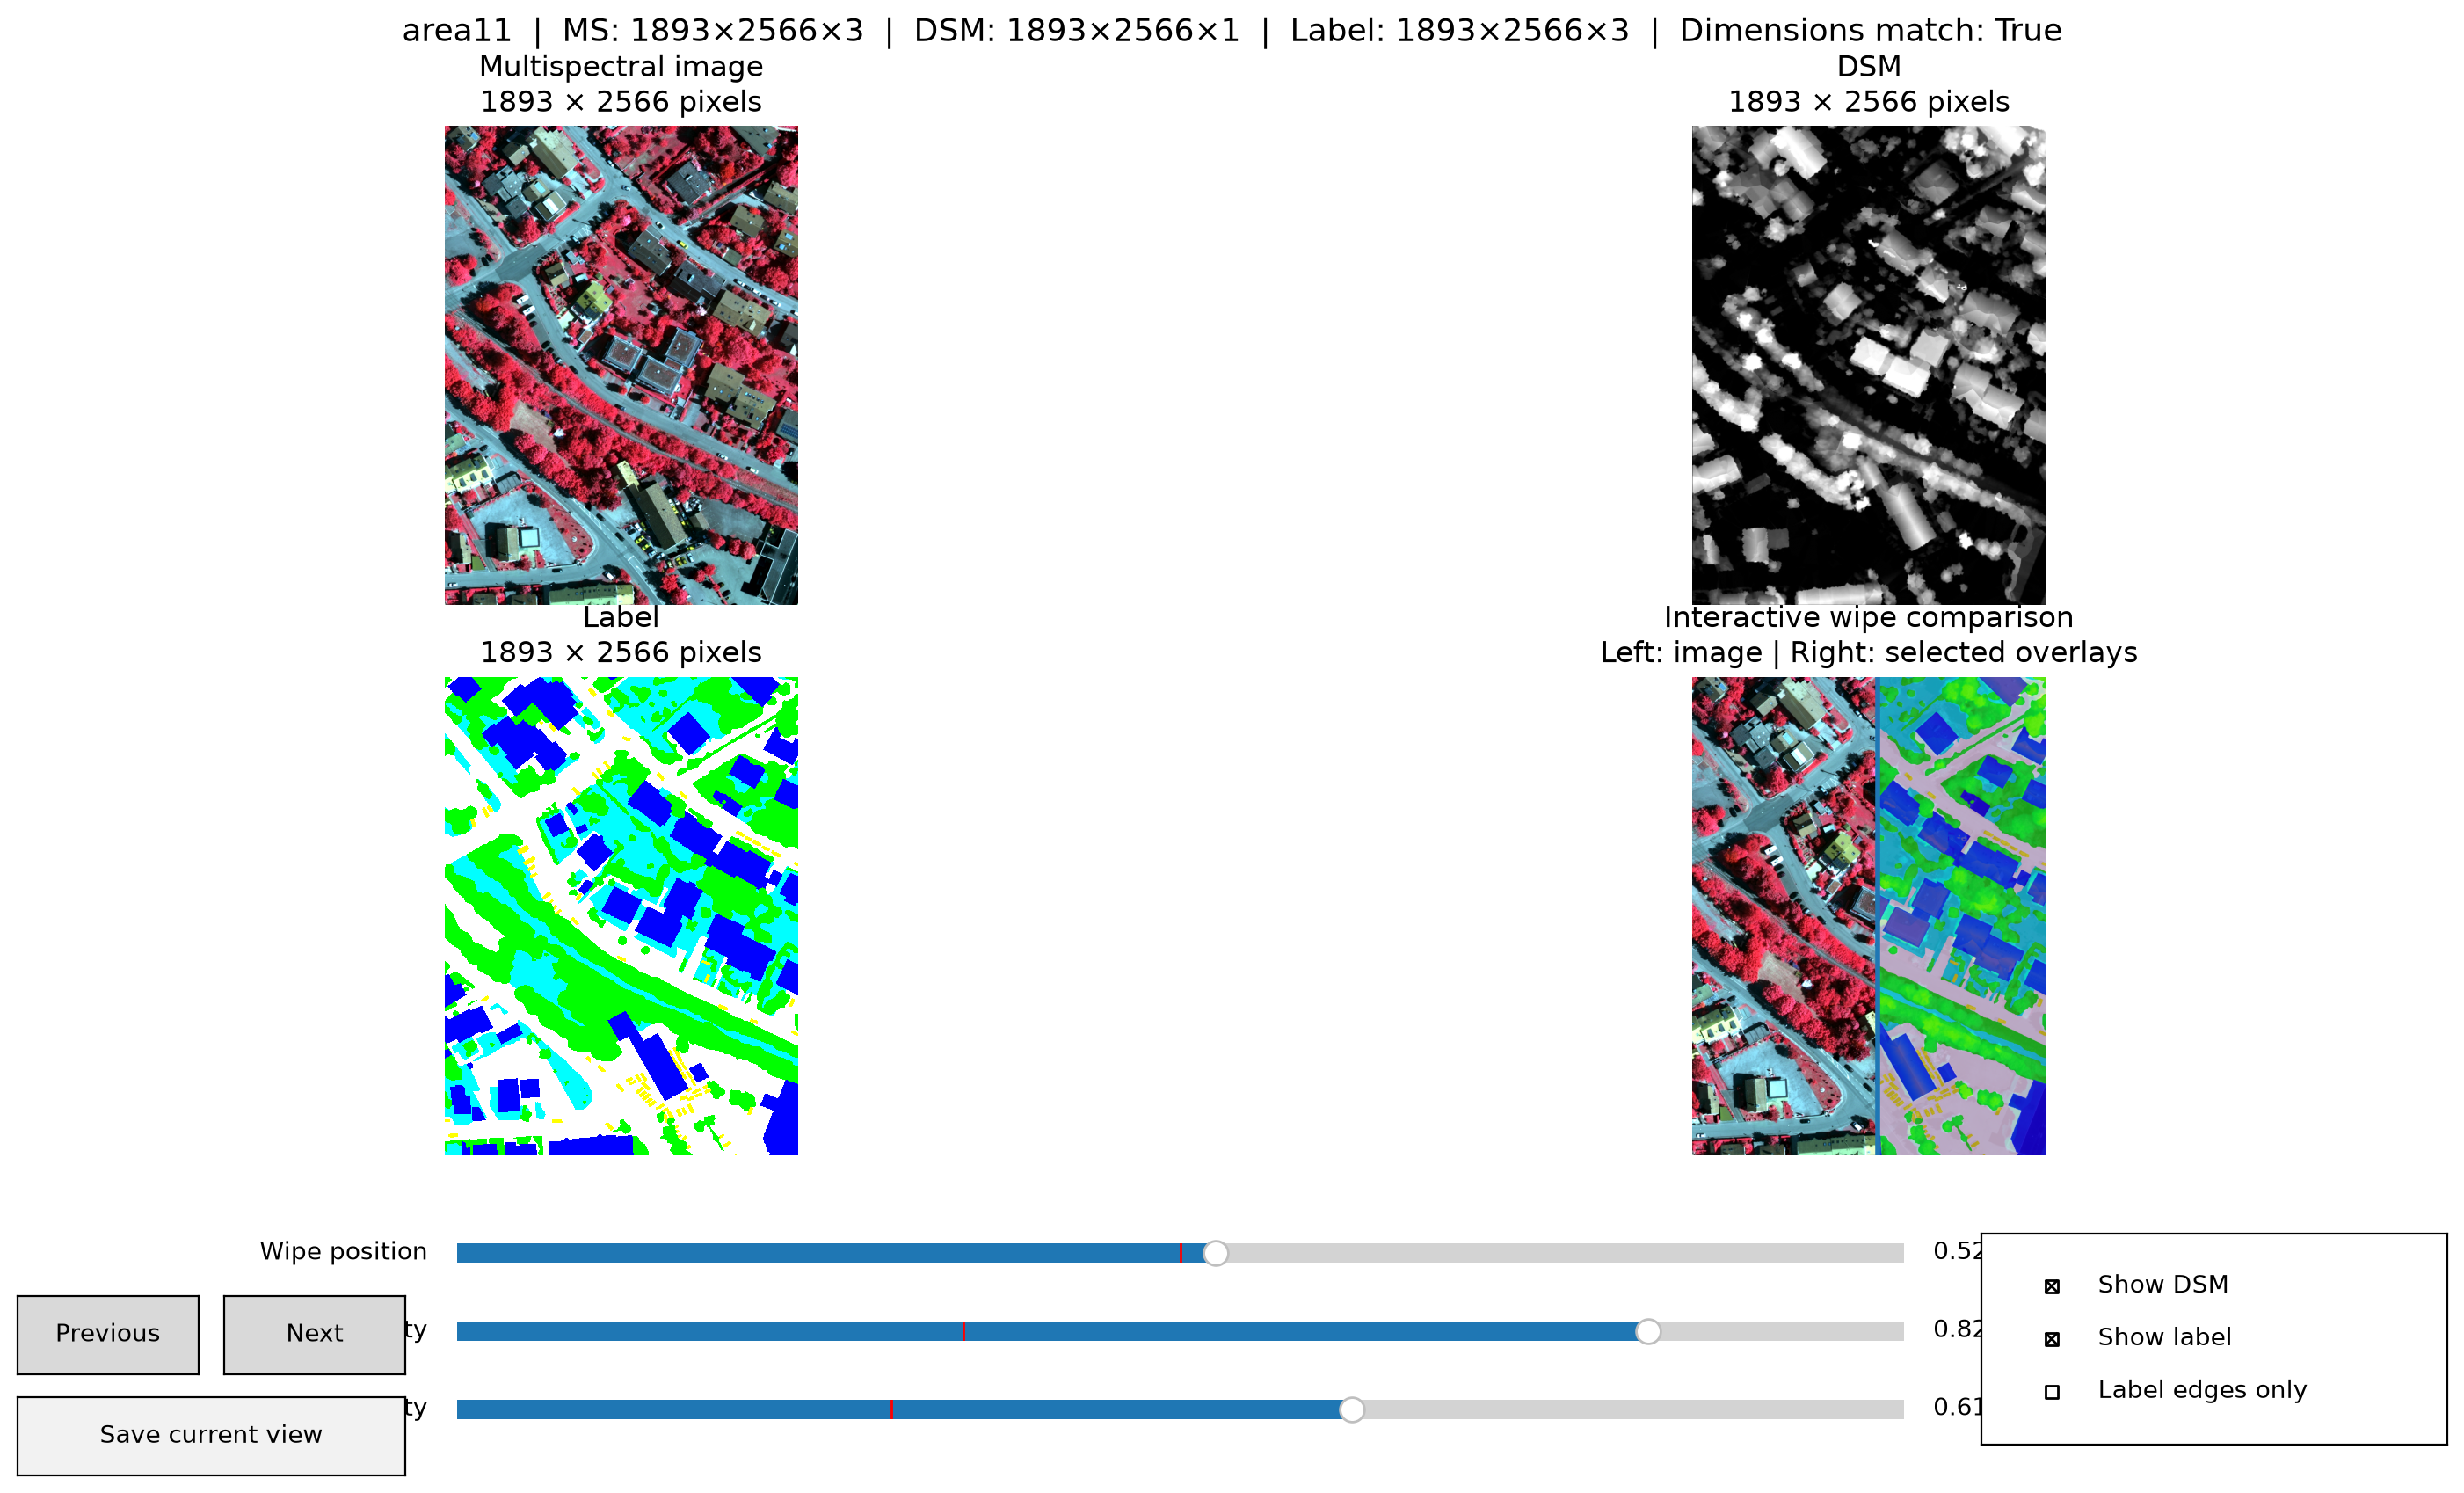 area11 | MS: 1893×2566×3 | DSM: 1893×2566×1 | Label: 1893×2566×3 | Dimensions match: True
Multispectral image
1893 × 2566 pixels
DSM
1893 × 2566 pixels
Label
1893 × 2566 pixels
Interactive wipe comparison
Left: image | Right: selected overlays
Wipe position
0.52
Previous
Next
ty
0.82
Save current view
ty
0.61
Show DSM
Show label
Label edges only